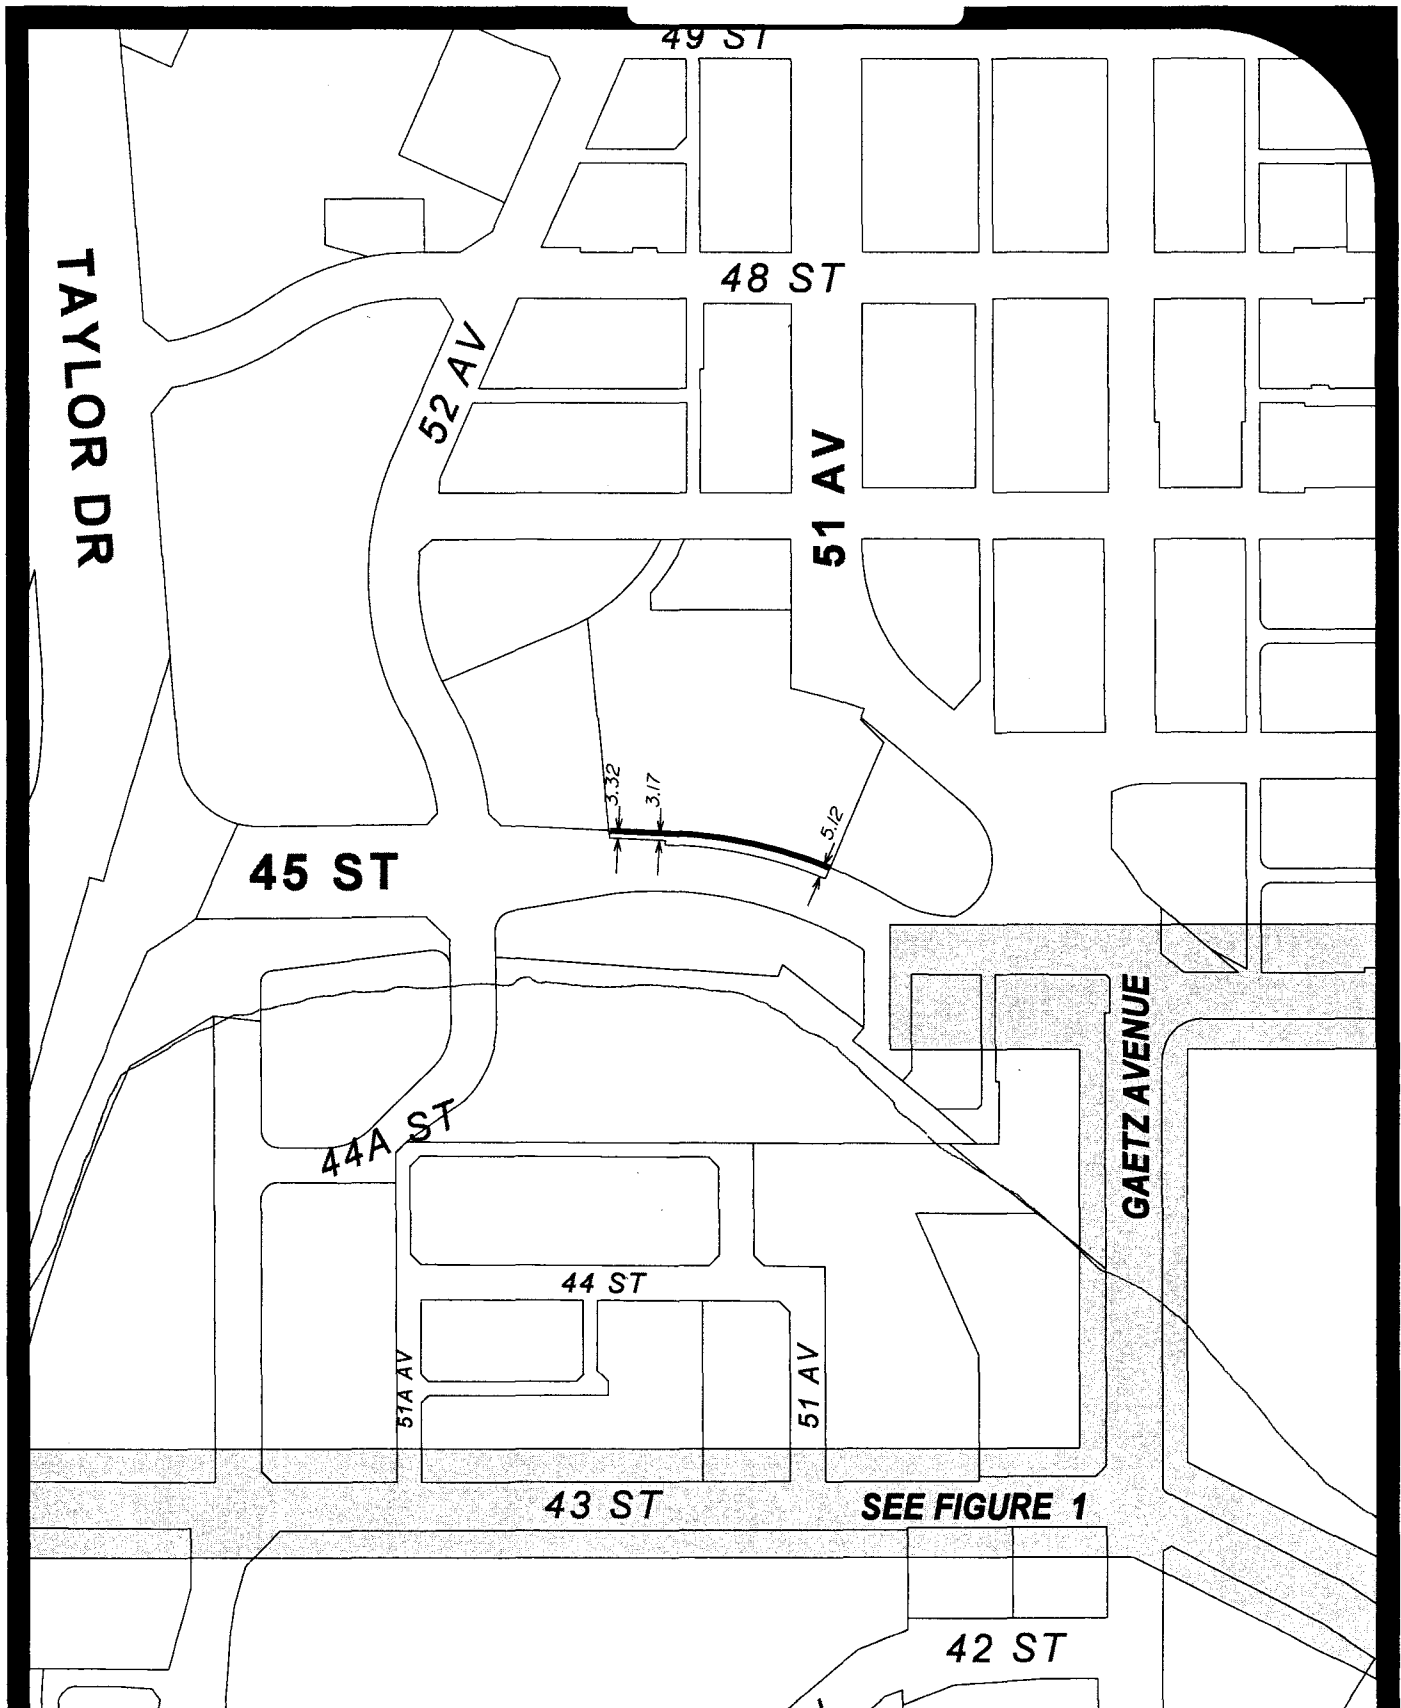 49 ST
48 ST
TAYLOR DR
52 AV
51 AV
3.32
3.17
5.12
45 ST
GAETZ AVENUE
44A ST
44 ST
51A AV
51 AV
43 ST
SEE FIGURE 1
42 ST